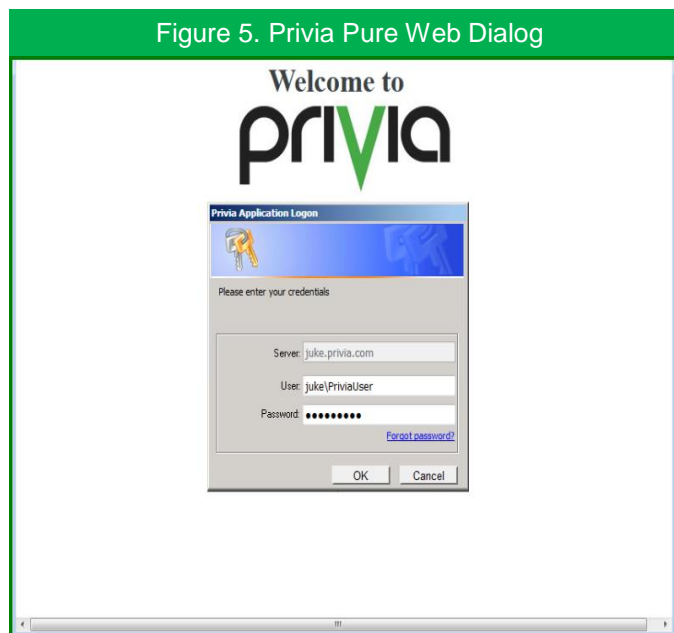 Figure 5. Privia Pure Web Dialog
Welcome to
privia
Privia Application Logon
Please enter your credentials
Server: juke.privia.com
User: juke\PriviaUser
Password: •••••••••
Forgot password?
OK Cancel